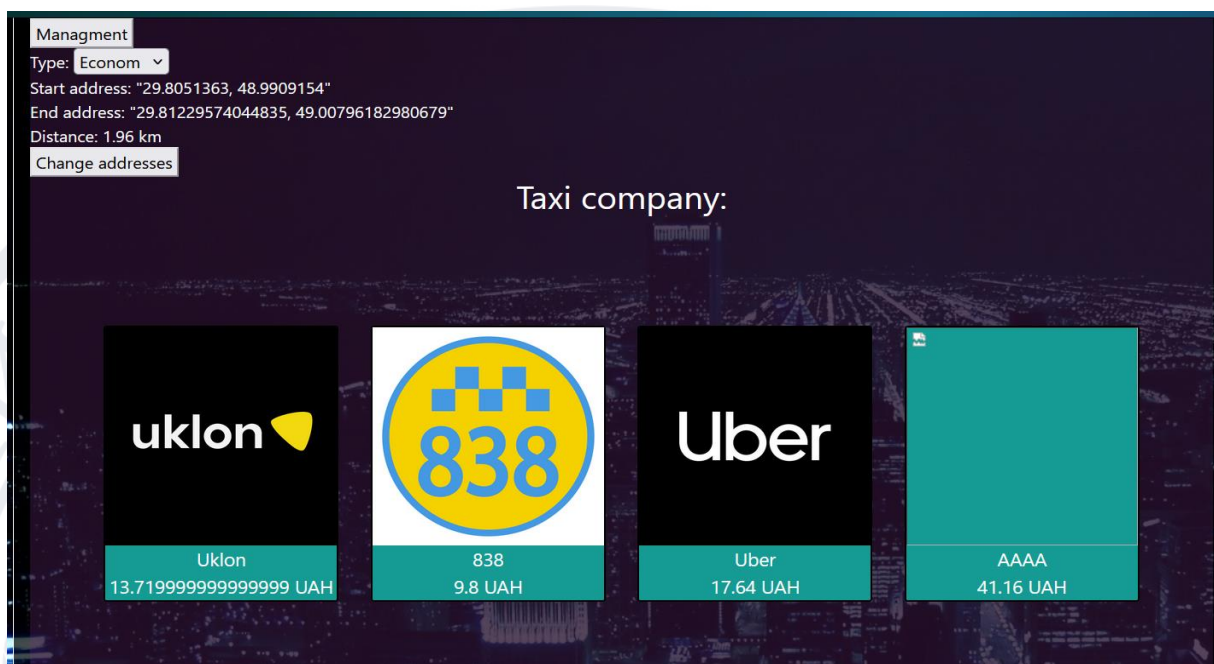 Managment
Type: Econom
Start address: "29.8051363, 48.9909154"
End address: "29.81229574044835, 49.00796182980679"
Distance: 1.96 km
Change addresses
Taxi company:
uklon
838
Uber
Uklon
13.719999999999999 UAH
838
9.8 UAH
Uber
17.64 UAH
AAAA
41.16 UAH